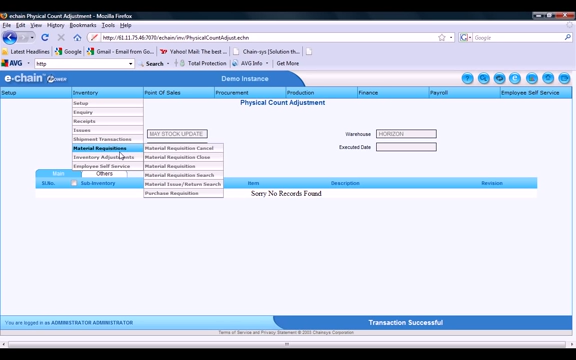 echain Physical Count Adjustment - Mozilla Firefox
File Edit View History Bookmarks Tools Help
http://61.11.75.46:7070/echain/inv/PhysicalCountAdjust.echn
Google
Latest Headlines Google Gmail - Email from Go... Yahoo! Mail: The best ... Chain-sys [Solution th...
AVG http Search Total Protection AVG Info Get More
e-chain POWER Demo Instance
Setup Inventory Point Of Sales Procurement Production Finance Payroll Employee Self Service
Physical Count Adjustment
Setup
Enquiry
Receipts
Issues
Shipment Transactions
Material Requisitions
Inventory Adjustments
Employee Self Service
MAY STOCK UPDATE Warehouse HORIZON
Executed Date
Material Requisition Cancel
Material Requisition Close
Material Requisition
Material Requisition Search
Material Issue/Return Search
Purchase Requisition
Main Others
Sl.No. Sub-Inventory Item Description Revision
Sorry No Records Found
You are logged in as ADMINISTRATOR ADMINISTRATOR Transaction Successful
Terms of Service and Privacy Statement © 2003 Chainsys Corporation